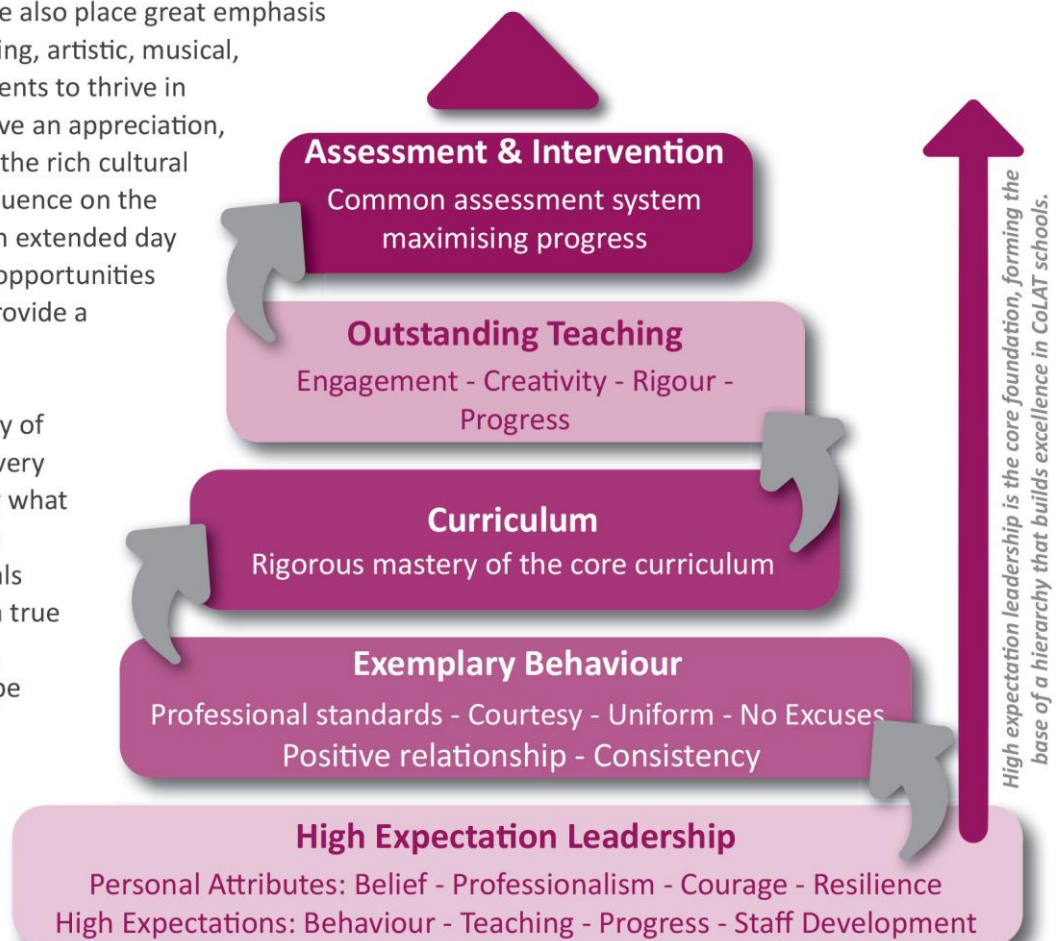 e also place great emphasis
ing, artistic, musical,
ents to thrive in
ve an appreciation,
the rich cultural
uence on the
n extended day
opportunities
rovide a
y of
very
what
als
true
be
Assessment & Intervention
Common assessment system
maximising progress
Outstanding Teaching
Engagement - Creativity - Rigour -
Progress
Curriculum
Rigorous mastery of the core curriculum
Exemplary Behaviour
Professional standards - Courtesy - Uniform - No Excuses
Positive relationship - Consistency
High Expectation Leadership
Personal Attributes: Belief - Professionalism - Courage - Resilience
High Expectations: Behaviour - Teaching - Progress - Staff Development
High expectation leadership is the core foundation, forming the
base of a hierarchy that builds excellence in CoLAT schools.